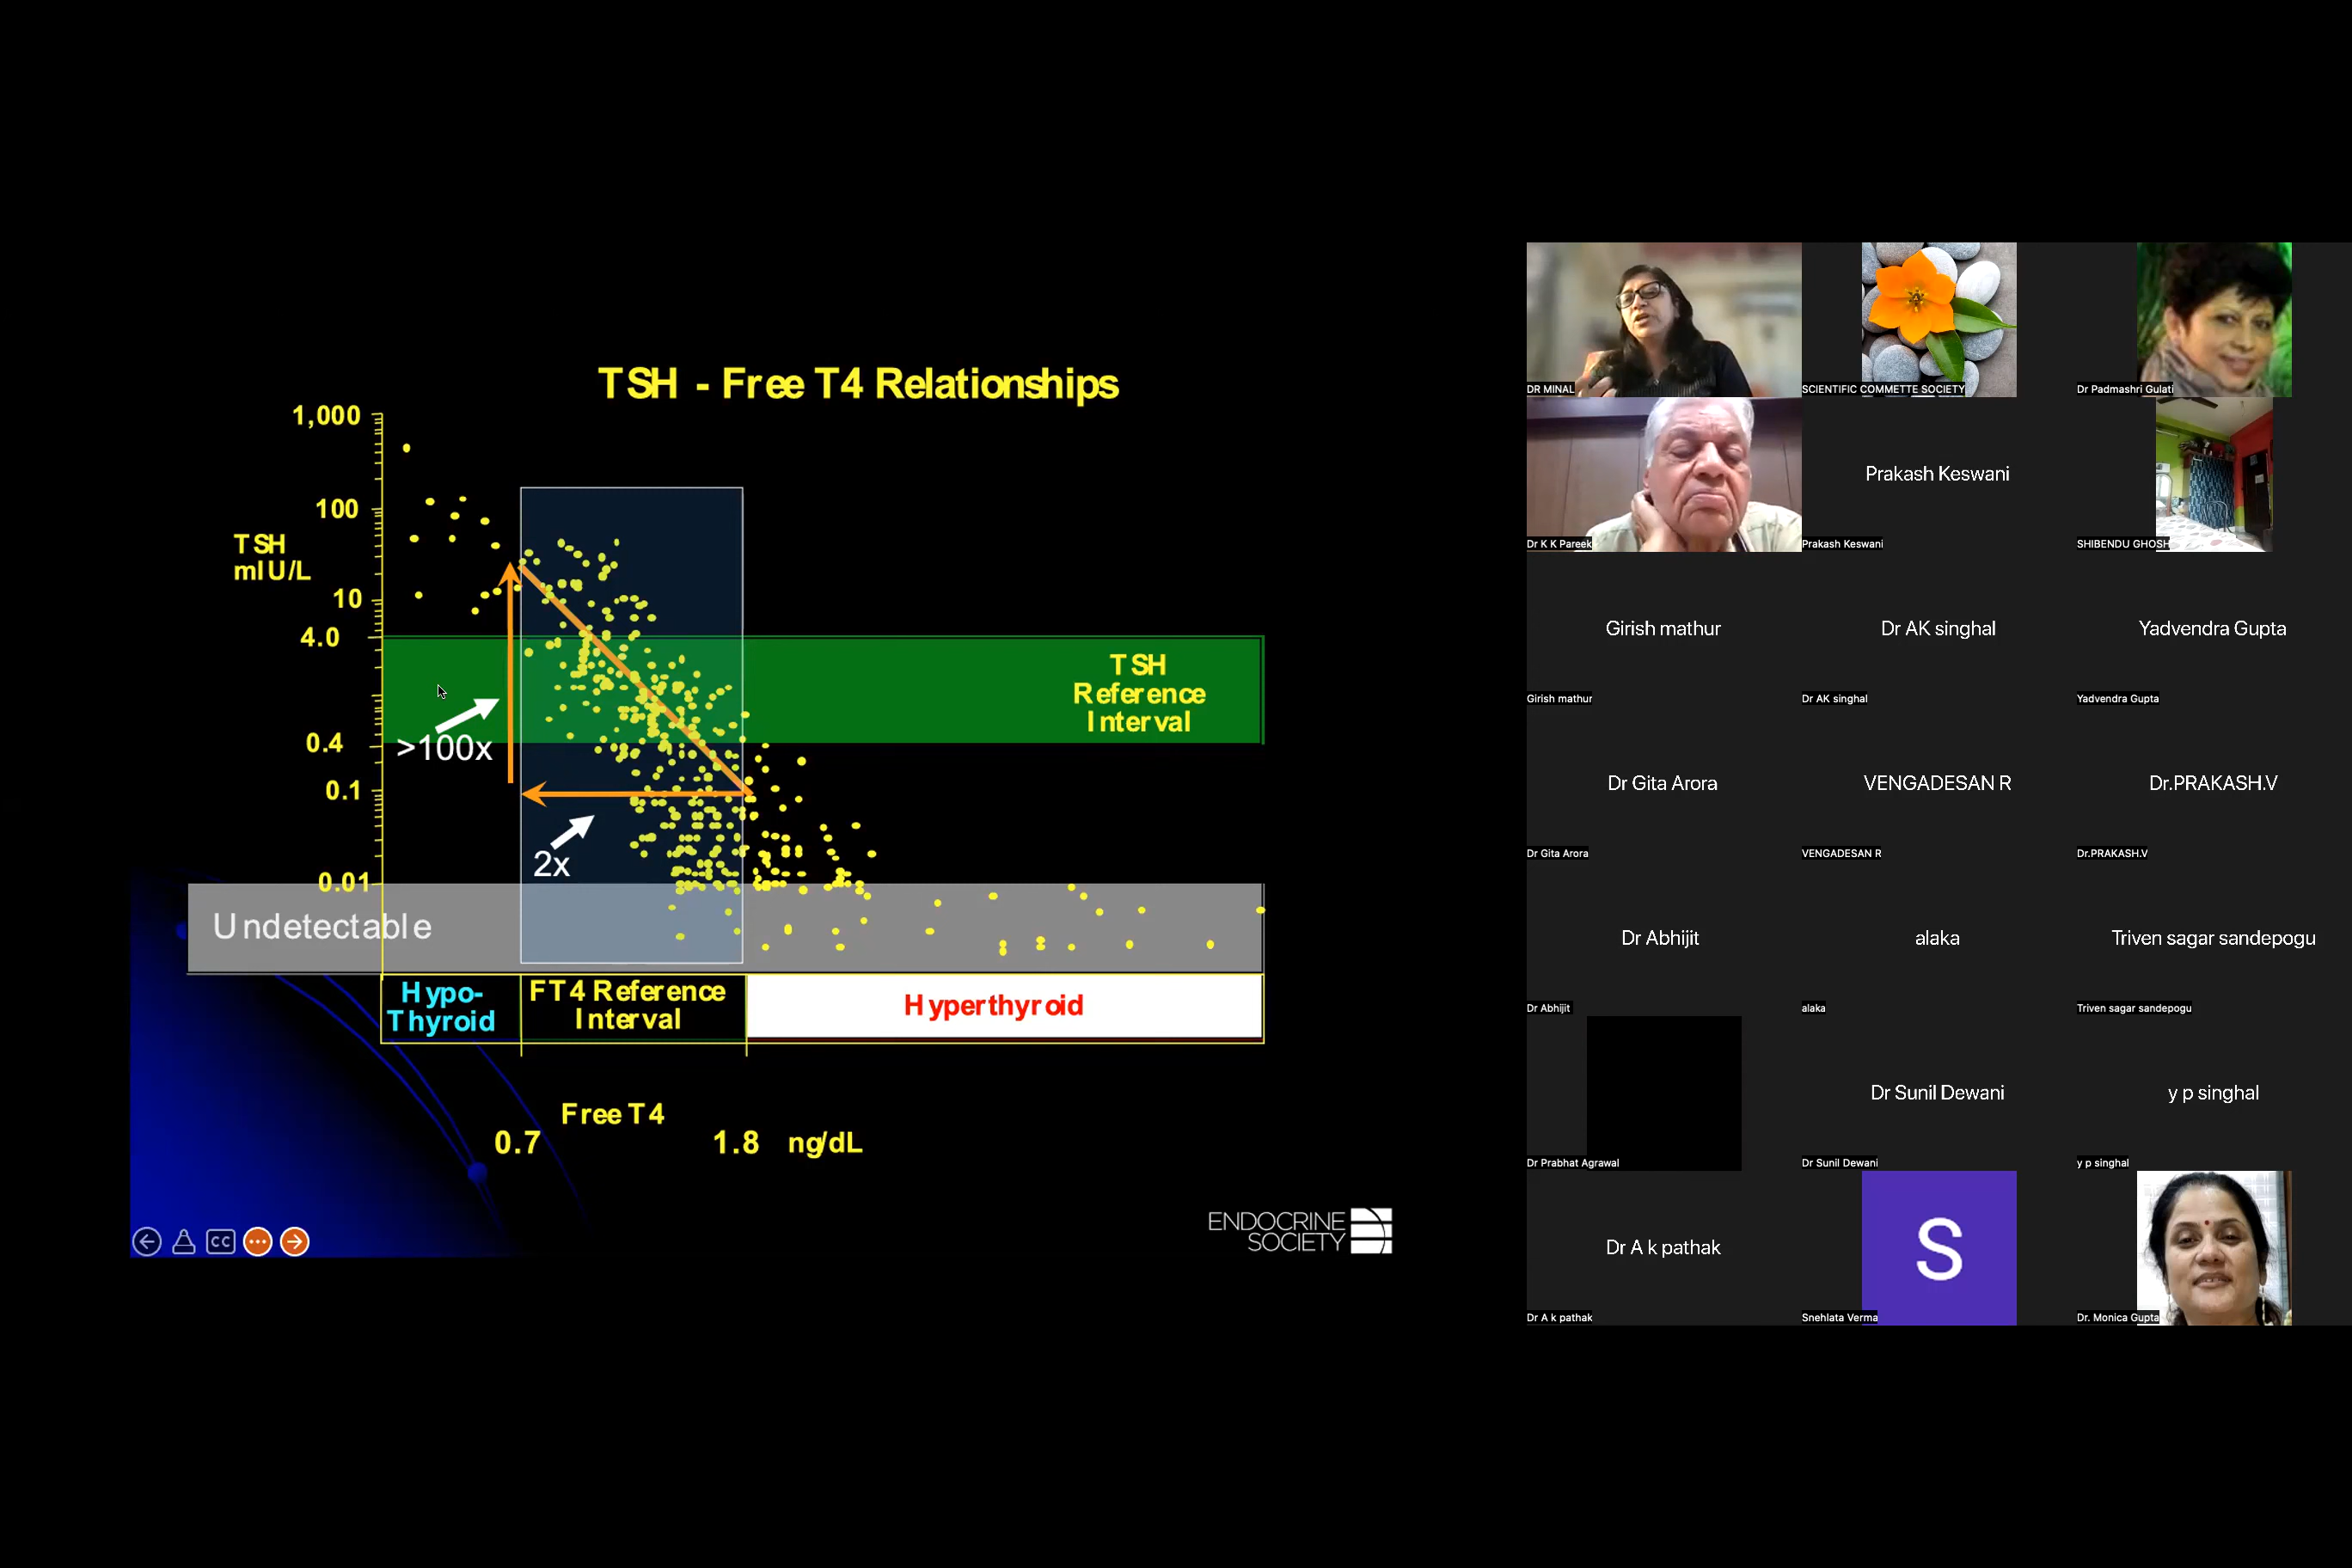 TSH - Free T4 Relationships
1,000
100
TSH
mIU/L
10
4.0
TSH
Reference
Interval
>100x
0.4
0.1
2x
0.01
Undetectable
Hypo-
Thyroid
FT4 Reference
Interval
Hyperthyroid
Free T4
0.7
1.8
ng/dL
CC
ENDOCRINE
SOCIETY
DR MINAL
SCIENTIFIC COMMETTE SOCIETY
Dr Padmashri Gulati
Dr K K Pareek
Prakash Keswani
Prakash Keswani
SHIBENDU GHOSH
Girish mathur
Girish mathur
Dr AK singhal
Dr AK singhal
Yadvendra Gupta
Yadvendra Gupta
Dr Gita Arora
Dr Gita Arora
VENGADESAN R
VENGADESAN R
Dr.PRAKASH.V
Dr.PRAKASH.V
Dr Abhijit
Dr Abhijit
alaka
alaka
Triven sagar sandepogu
Triven sagar sandepogu
Dr Prabhat Agrawal
Dr Sunil Dewani
Dr Sunil Dewani
y p singhal
y p singhal
Dr A k pathak
Dr A k pathak
S
Snehlata Verma
Dr. Monica Gupta